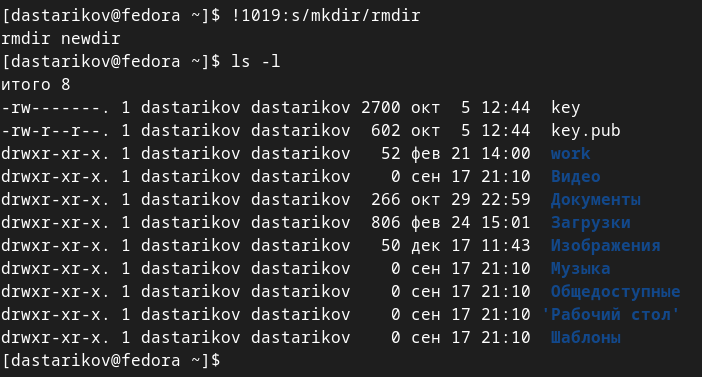 [dastarikov@fedora ~]$ !1019:s/mkdir/rmdir
rmdir newdir
[dastarikov@fedora ~]$ ls -l
итого 8
-rw-------. 1 dastarikov dastarikov 2700 окт  5 12:44  key
-rw-r--r--. 1 dastarikov dastarikov  602 окт  5 12:44  key.pub
drwxr-xr-x. 1 dastarikov dastarikov   52 фев 21 14:00  work
drwxr-xr-x. 1 dastarikov dastarikov    0 сен 17 21:10  Видео
drwxr-xr-x. 1 dastarikov dastarikov  266 окт 29 22:59  Документы
drwxr-xr-x. 1 dastarikov dastarikov  806 фев 24 15:01  Загрузки
drwxr-xr-x. 1 dastarikov dastarikov   50 дек 17 11:43  Изображения
drwxr-xr-x. 1 dastarikov dastarikov    0 сен 17 21:10  Музыка
drwxr-xr-x. 1 dastarikov dastarikov    0 сен 17 21:10  Общедоступные
drwxr-xr-x. 1 dastarikov dastarikov    0 сен 17 21:10 'Рабочий стол'
drwxr-xr-x. 1 dastarikov dastarikov    0 сен 17 21:10  Шаблоны
[dastarikov@fedora ~]$